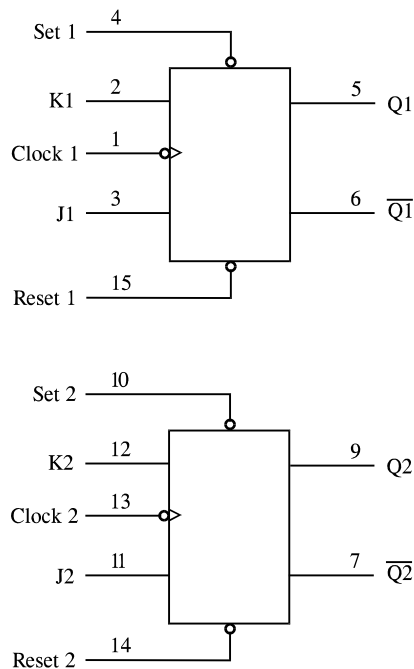 Set 1 4
K1 2 5 Q1
Clock 1 1
J1 3 6 Q1
Reset 1 15
Set 2 10
K2 12 9 Q2
Clock 2 13
J2 11 7 Q2
Reset 2 14